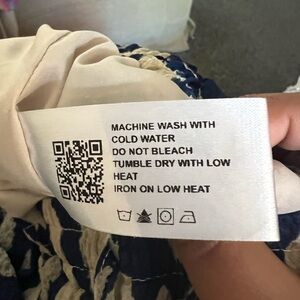 MACHINE WASH WITH
COLD WATER
DO NOT BLEACH
TUMBLE DRY WITH LOW
HEAT
IRON ON LOW HEAT